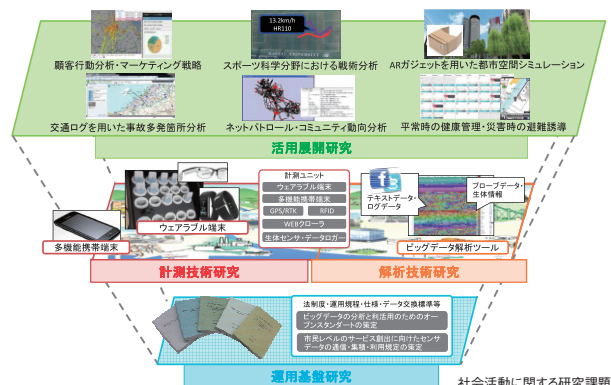 13.2km/h
HR110
顧客行動分析・マーケティング戦略
スポーツ科学分野における戦術分析
ARガジェットを用いた都市空間シミュレーション
交通ログを用いた事故多発箇所分析
ネットパトロール・コミュニティ動向分析
平常時の健康管理・災害時の避難誘導
活用展開研究
計測ユニット
ウェアラブル端末
多機能携帯端末
GPS/RTK
RFID
WEBクローラ
生体センサ・データロガー
テキストデータ・
ログデータ
プローブデータ・
生体情報
多機能携帯端末
ウェアラブル端末
ビッグデータ解析ツール
計測技術研究
解析技術研究
法制度・運用規程・仕様・データ交換標準等
ビッグデータの分析と利活用のためのオー
プンスタンダートの策定
市民レベルのサービス創出に向けたセンサ
データの通信・集積・利用規定の策定
運用基盤研究
社会活動に関する研究課題